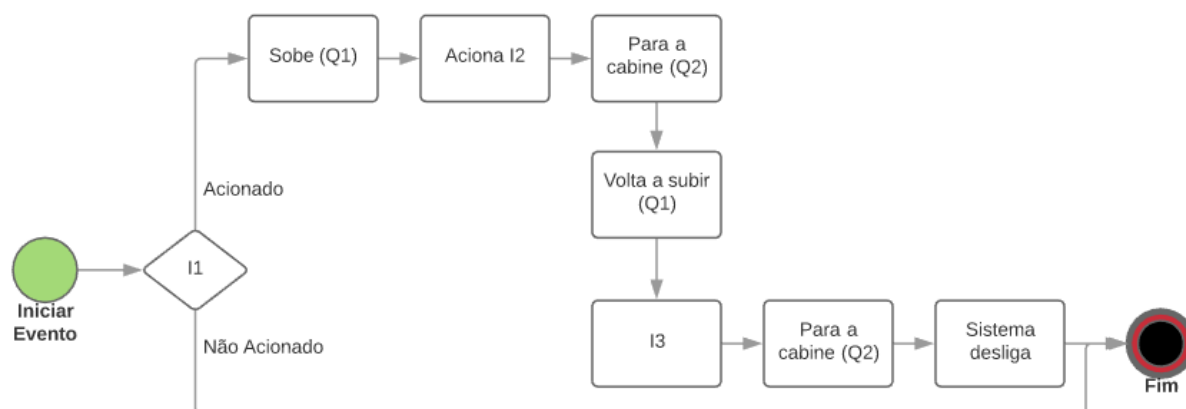 Sobe (Q1)
Aciona I2
Para a
cabine (Q2)
Volta a subir
(Q1)
Acionado
I1
Iniciar
Evento
Não Acionado
I3
Para a
cabine (Q2)
Sistema
desliga
Fim